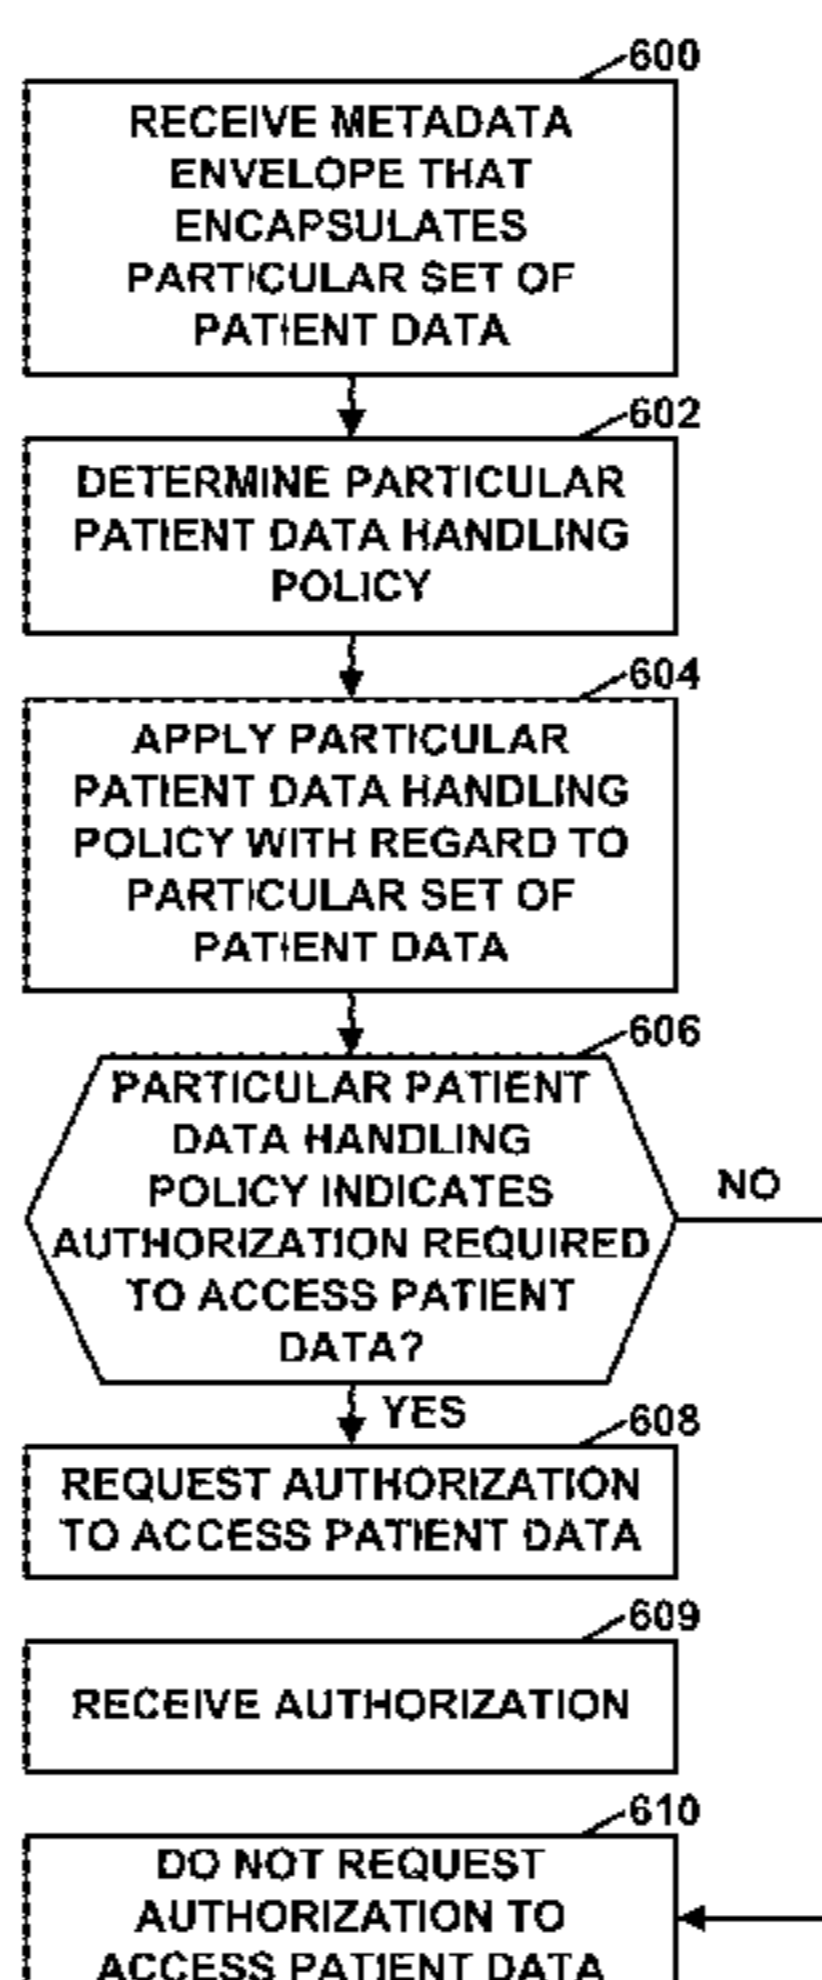 600
RECEIVE METADATA
ENVELOPE THAT
ENCAPSULATES
PARTICULAR SET OF
PATIENT DATA
602
DETERMINE PARTICULAR
PATIENT DATA HANDLING
POLICY
604
APPLY PARTICULAR
PATIENT DATA HANDLING
POLICY WITH REGARD TO
PARTICULAR SET OF
PATIENT DATA
606
PARTICULAR PATIENT
DATA HANDLING
POLICY INDICATES
AUTHORIZATION REQUIRED
TO ACCESS PATIENT
DATA?
NO
YES
608
REQUEST AUTHORIZATION
TO ACCESS PATIENT DATA
609
RECEIVE AUTHORIZATION
610
DO NOT REQUEST
AUTHORIZATION TO
ACCESS PATIENT DATA